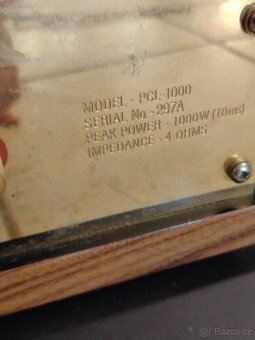 MODEL - PCL-1000
SERIAL No. -297A
PEAK POWER - 1000W (10ms)
IMPEDANCE - 4 OHMS
© Bazos.cz